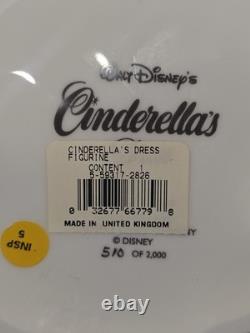 WALT DISNEY'S
Cinderella's
CINDERELLA'S DRESS
FIGURINE
CONTENT 1
5-59317-2826
0 32677 66779 8
MADE IN UNITED KINGDOM
INSP
5
© DISNEY
510 OF 2,000